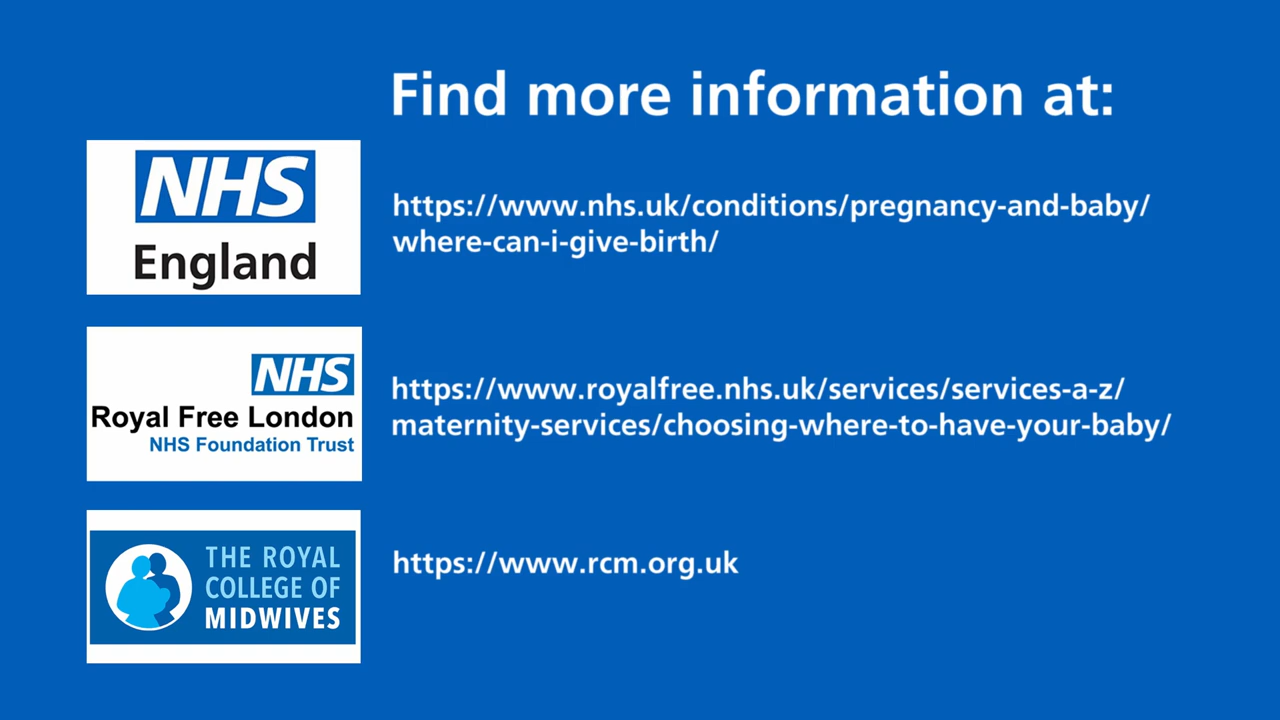 Find more information at:
NHS
England
https://www.nhs.uk/conditions/pregnancy-and-baby/
where-can-i-give-birth/
NHS
Royal Free London
NHS Foundation Trust
https://www.royalfree.nhs.uk/services/services-a-z/
maternity-services/choosing-where-to-have-your-baby/
THE ROYAL
COLLEGE OF
MIDWIVES
https://www.rcm.org.uk